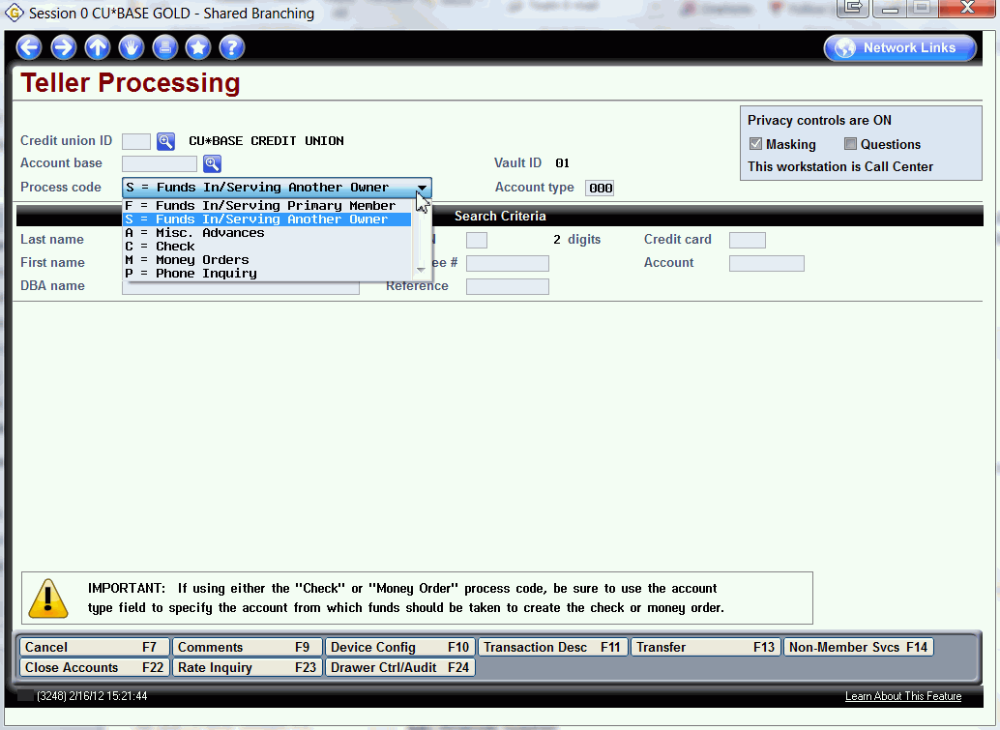 Session 0 CU*BASE GOLD - Shared Branching
Network Links
Teller Processing
Privacy controls are ON
Credit union ID CU*BASE CREDIT UNION
Masking Questions
Account base Vault ID 01
This workstation is Call Center
Process code S = Funds In/Serving Another Owner Account type 000
F = Funds In/Serving Primary Member
S = Funds In/Serving Another Owner
A = Misc. Advances
C = Check
M = Money Orders
P = Phone Inquiry
Search Criteria
Last name 2 digits Credit card
First name ee # Account
DBA name Reference
IMPORTANT: If using either the "Check" or "Money Order" process code, be sure to use the account
type field to specify the account from which funds should be taken to create the check or money order.
Cancel F7 Comments F9 Device Config F10 Transaction Desc F11 Transfer F13 Non-Member Svcs F14
Close Accounts F22 Rate Inquiry F23 Drawer Ctrl/Audit F24
(3248) 2/16/12 15:21:44 Learn About This Feature